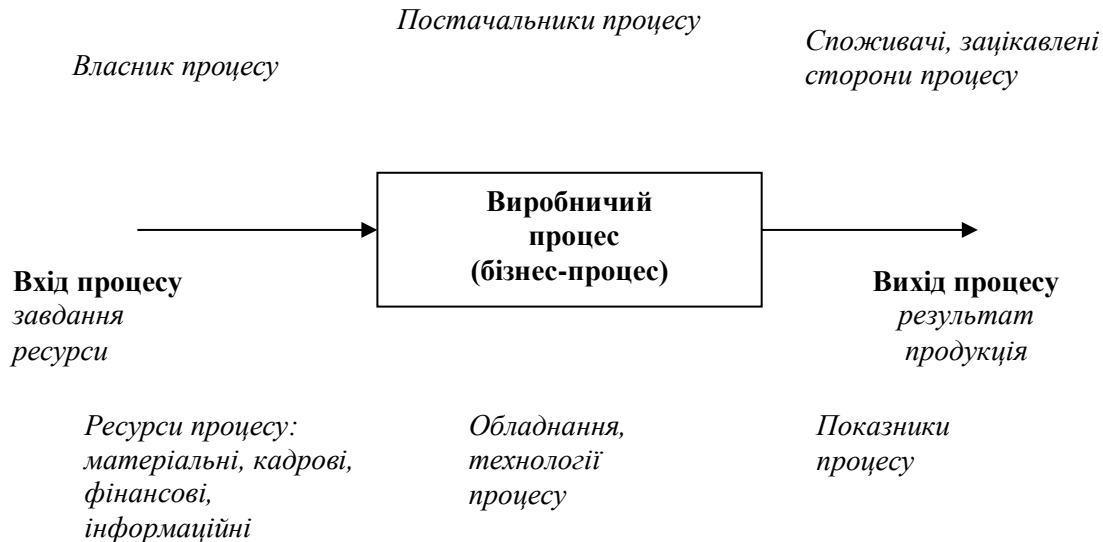 Постачальники процесу
Власник процесу
Споживачі, зацікавлені
сторони процесу
Виробничий
процес
(бізнес-процес)
Вхід процесу
завдання
ресурси
Вихід процесу
результат
продукція
Ресурси процесу:
матеріальні, кадрові,
фінансові,
інформаційні
Обладнання,
технології
процесу
Показники
процесу